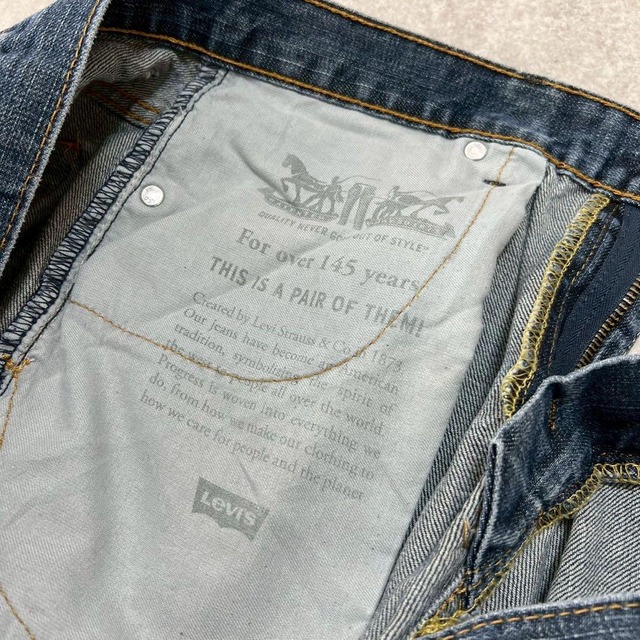 QUALITY NEVER GOES OUT OF STYLE®
For over 145 years
THIS IS A PAIR OF THEM!
Created by Levi Strauss & Co. in 1873.
Our Jeans have become an American
tradition, symbolizing the spirit of
the west to people all over the world.
Progress is woven into everything we
do, from how we make our clothing to
how we care for people and the planet
Levi's